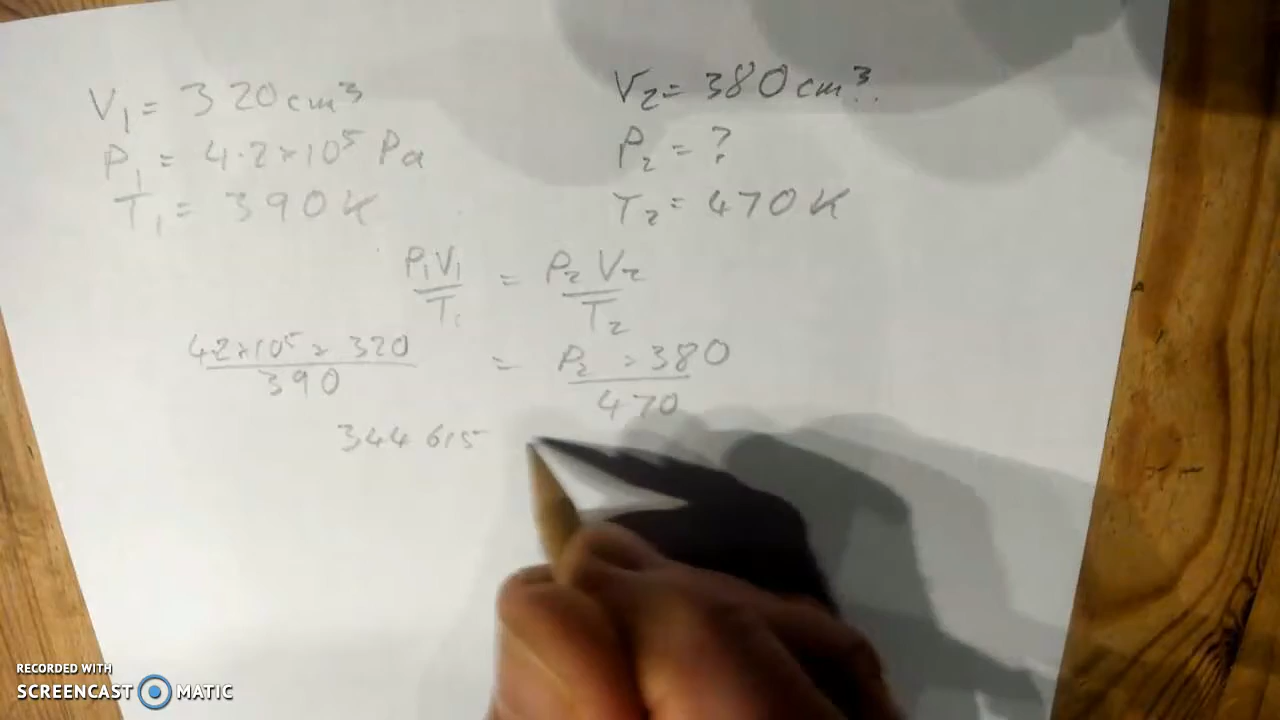 V₁ = 320 cm³
P₁ = 4.2×10⁵ Pa
T₁ = 390 K
V₂ = 380 cm³
P₂ = ?
T₂ = 470 K
P₁V₁ = P₂V₂
T₁ T₂
4.2×10⁵ × 320 = P₂ × 380
390 470
344 615
RECORDED WITH
SCREENCAST MATIC